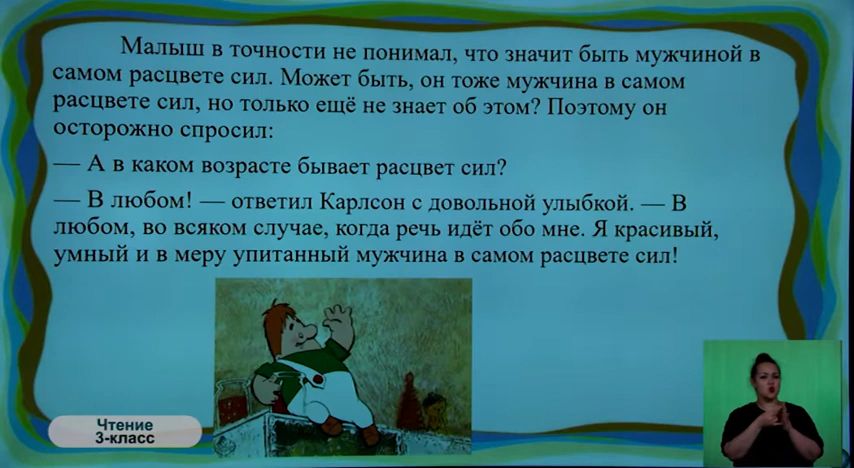 Малыш в точности не понимал, что значит быть мужчиной в
самом расцвете сил. Может быть, он тоже мужчина в самом
расцвете сил, но только ещё не знает об этом? Поэтому он
осторожно спросил:
— А в каком возрасте бывает расцвет сил?
— В любом! — ответил Карлсон с довольной улыбкой. — В
любом, во всяком случае, когда речь идёт обо мне. Я красивый,
умный и в меру упитанный мужчина в самом расцвете сил!
Чтение
3-класс